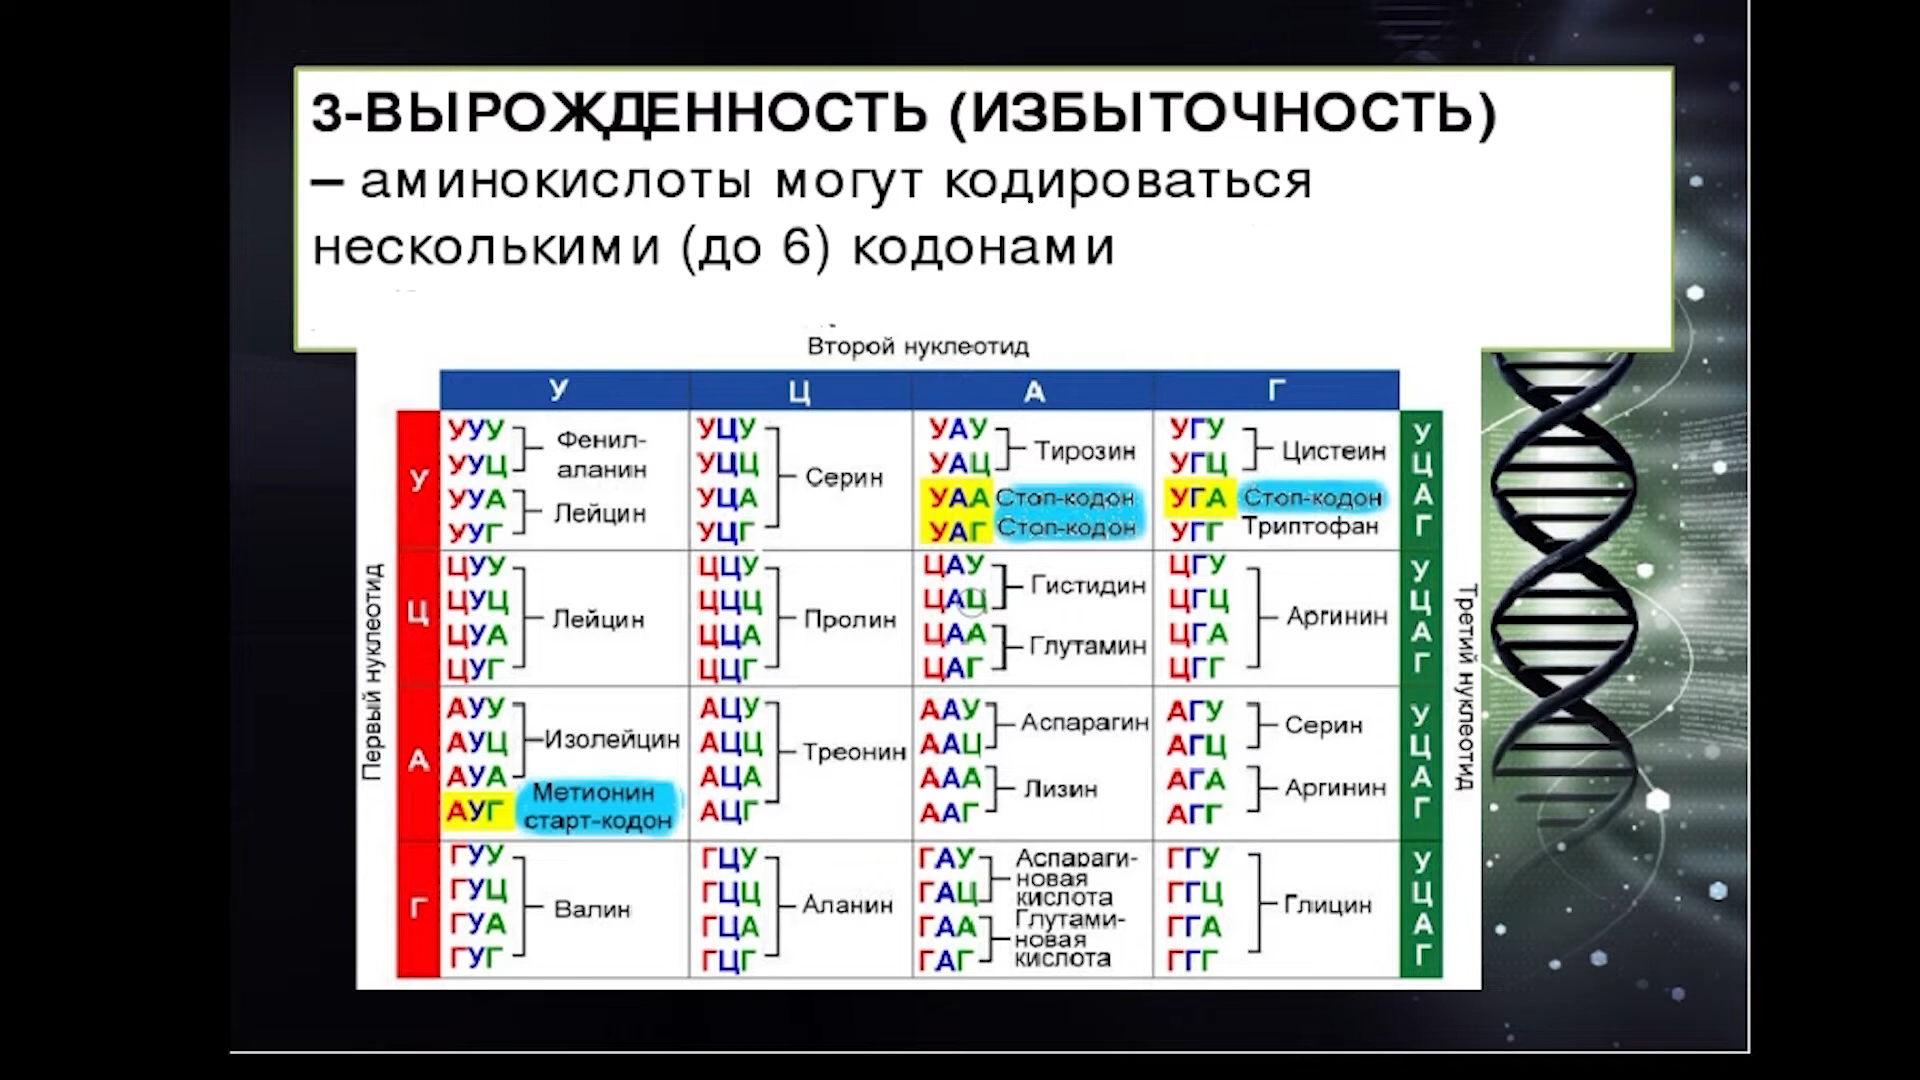 3-ВЫРОЖДЕННОСТЬ (ИЗБЫТОЧНОСТЬ)
– аминокислоты могут кодироваться
несколькими (до 6) кодонами
Второй нуклеотид
У Ц А Г
Первый нуклеотид
Третий нуклеотид
У
УУУ
УУЦ
Фенил-
аланин
УУА
УУГ
Лейцин
УЦУ
УЦЦ
УЦА
УЦГ
Серин
УАУ
УАЦ
Тирозин
УАА Стоп-кодон
УАГ Стоп-кодон
УГУ
УГЦ
Цистеин
УГА Стоп-кодон
УГГ Триптофан
У
Ц
А
Г
Ц
ЦУУ
ЦУЦ
ЦУА
ЦУГ
Лейцин
ЦЦУ
ЦЦЦ
ЦЦА
ЦЦГ
Пролин
ЦАУ
ЦАЦ
Гистидин
ЦАА
ЦАГ
Глутамин
ЦГУ
ЦГЦ
ЦГА
ЦГГ
Аргинин
У
Ц
А
Г
А
АУУ
АУЦ
АУА
Изолейцин
АУГ
Метионин
старт-кодон
АЦУ
АЦЦ
АЦА
АЦГ
Треонин
ААУ
ААЦ
Аспарагин
ААА
ААГ
Лизин
АГУ
АГЦ
Серин
АГА
АГГ
Аргинин
У
Ц
А
Г
Г
ГУУ
ГУЦ
ГУА
ГУГ
Валин
ГЦУ
ГЦЦ
ГЦА
ГЦГ
Аланин
ГАУ
ГАЦ
Аспараги-
новая
кислота
ГАА
ГАГ
Глутами-
новая
кислота
ГГУ
ГГЦ
ГГА
ГГГ
Глицин
У
Ц
А
Г